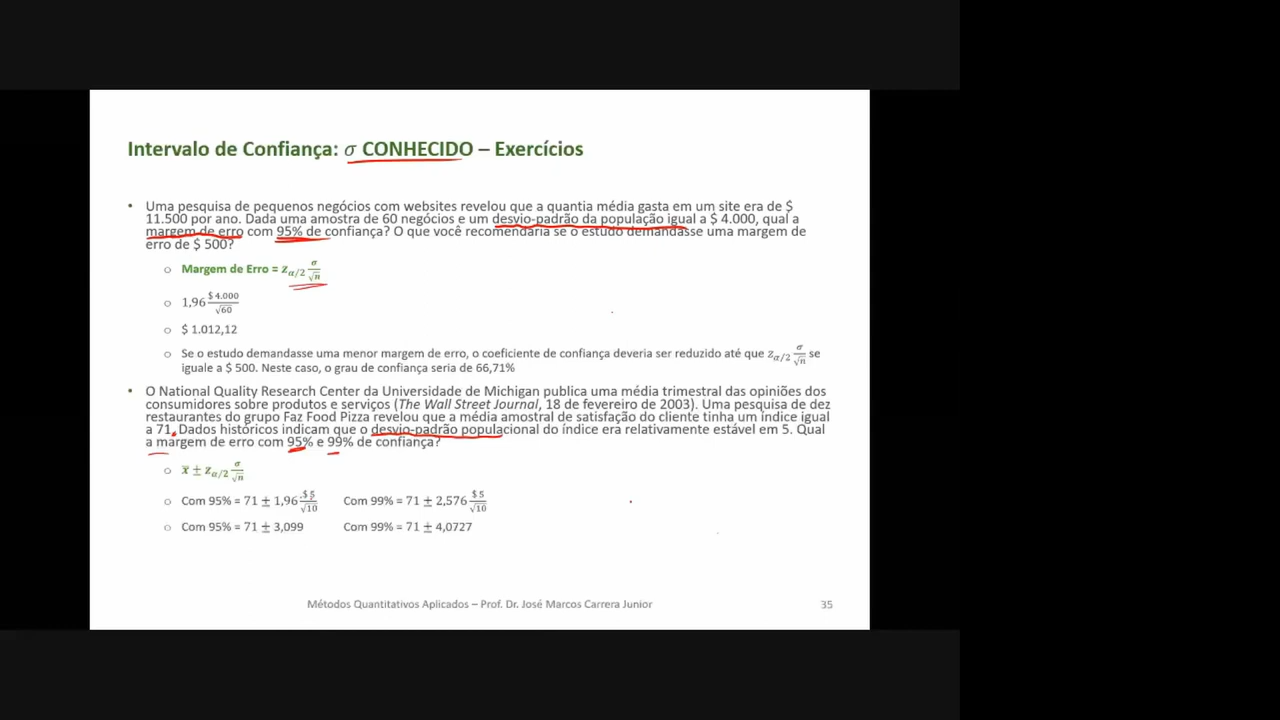 Intervalo de Confiança: σ CONHECIDO – Exercícios
• Uma pesquisa de pequenos negócios com websites revelou que a quantia média gasta em um site era de $
11.500 por ano. Dada uma amostra de 60 negócios e um desvio-padrão da população igual a $ 4.000, qual a
margem de erro com 95% de confiança? O que você recomendaria se o estudo demandasse uma margem de
erro de $ 500?
○ Margem de Erro = z_{α/2} σ/√n
○ 1,96 $ 4.000/√60
○ $ 1.012,12
○ Se o estudo demandasse uma menor margem de erro, o coeficiente de confiança deveria ser reduzido até que z_{α/2} σ/√n se
iguale a $ 500. Neste caso, o grau de confiança seria de 66,71%
• O National Quality Research Center da Universidade de Michigan publica uma média trimestral das opiniões dos
consumidores sobre produtos e serviços (The Wall Street Journal, 18 de fevereiro de 2003). Uma pesquisa de dez
restaurantes do grupo Faz Food Pizza revelou que a média amostral de satisfação do cliente tinha um índice igual
a 71. Dados históricos indicam que o desvio-padrão populacional do índice era relativamente estável em 5. Qual
a margem de erro com 95% e 99% de confiança?
○ x̅ ± z_{α/2} σ/√n
○ Com 95% = 71 ± 1,96 $ 5/√10 Com 99% = 71 ± 2,576 $ 5/√10
○ Com 95% = 71 ± 3,099 Com 99% = 71 ± 4,0727
Métodos Quantitativos Aplicados – Prof. Dr. José Marcos Carrera Junior 35